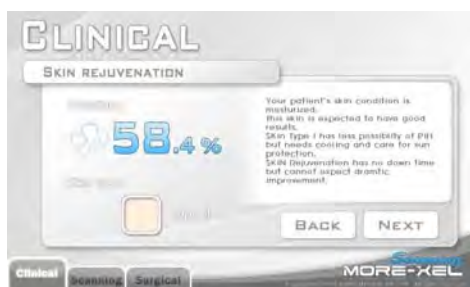 CLINICAL
SKIN REJUVENATION
58.4 %
Your patient's skin condition is
moisturized.
This skin is expected to have good
results.
Skin Type I has less possibility of PIH
but needs cooling and care for sun
protection.
SKIN Rejuvenation has no down time
but cannot expect dramtic
improvement.
BACK
NEXT
Clinical
Scanning
Surgical
MORE-XEL